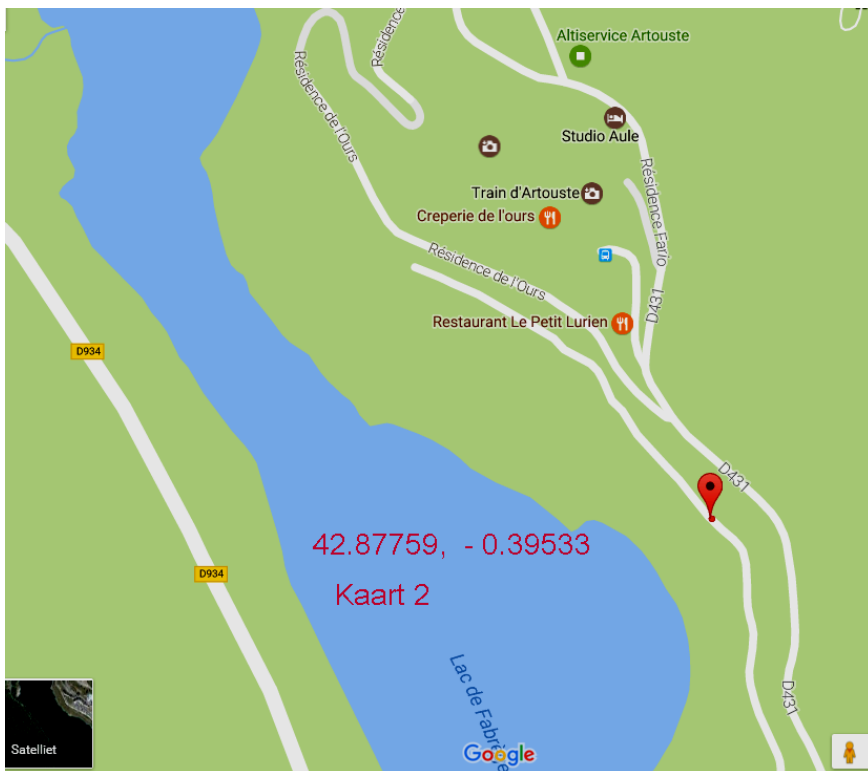 Altiservice Artouste
Résidence
Résidence de l'Ours
Studio Aule
Train d'Artouste
Résidence Fario
Creperie de l'ours
Résidence de l'Ours
D431
Restaurant Le Petit Lurien
D934
D431
42.87759, - 0.39533
D934
Kaart 2
Lac de Fabrège
D431
Satelliet
Google